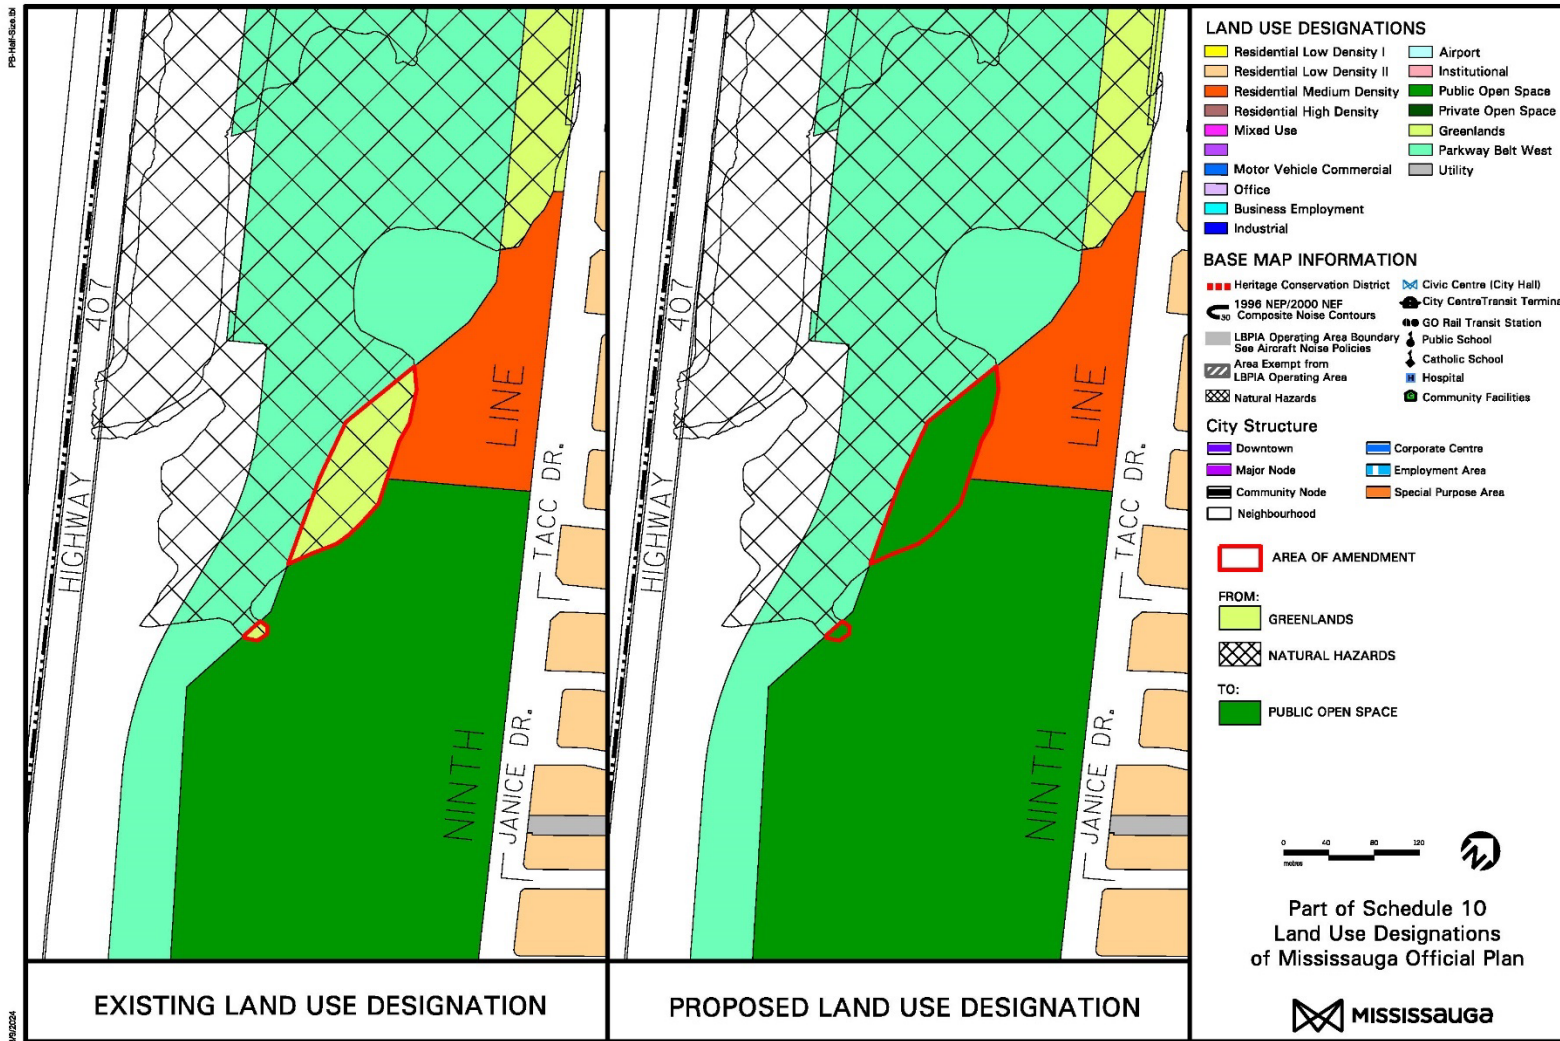 PB-Half-Size.tbl
HIGHWAY 407
NINTH LINE
TACC DR.
JANICE DR.
EXISTING LAND USE DESIGNATION
HIGHWAY 407
NINTH LINE
TACC DR.
JANICE DR.
PROPOSED LAND USE DESIGNATION
LAND USE DESIGNATIONS
Residential Low Density I
Residential Low Density II
Residential Medium Density
Residential High Density
Mixed Use
Motor Vehicle Commercial
Office
Business Employment
Industrial
Airport
Institutional
Public Open Space
Private Open Space
Greenlands
Parkway Belt West
Utility
BASE MAP INFORMATION
Heritage Conservation District
30
1996 NEP/2000 NEF
Composite Noise Contours
LBPIA Operating Area Boundary
See Aircraft Noise Policies
Area Exempt from
LBPIA Operating Area
Natural Hazards
Civic Centre (City Hall)
City CentreTransit Termina
GO Rail Transit Station
Public School
Catholic School
H Hospital
Community Facilities
City Structure
Downtown
Major Node
Community Node
Neighbourhood
Corporate Centre
Employment Area
Special Purpose Area
AREA OF AMENDMENT
FROM:
GREENLANDS
NATURAL HAZARDS
TO:
PUBLIC OPEN SPACE
0 40 80 120
metres
Part of Schedule 10
Land Use Designations
of Mississauga Official Plan
MISSISSAUGA